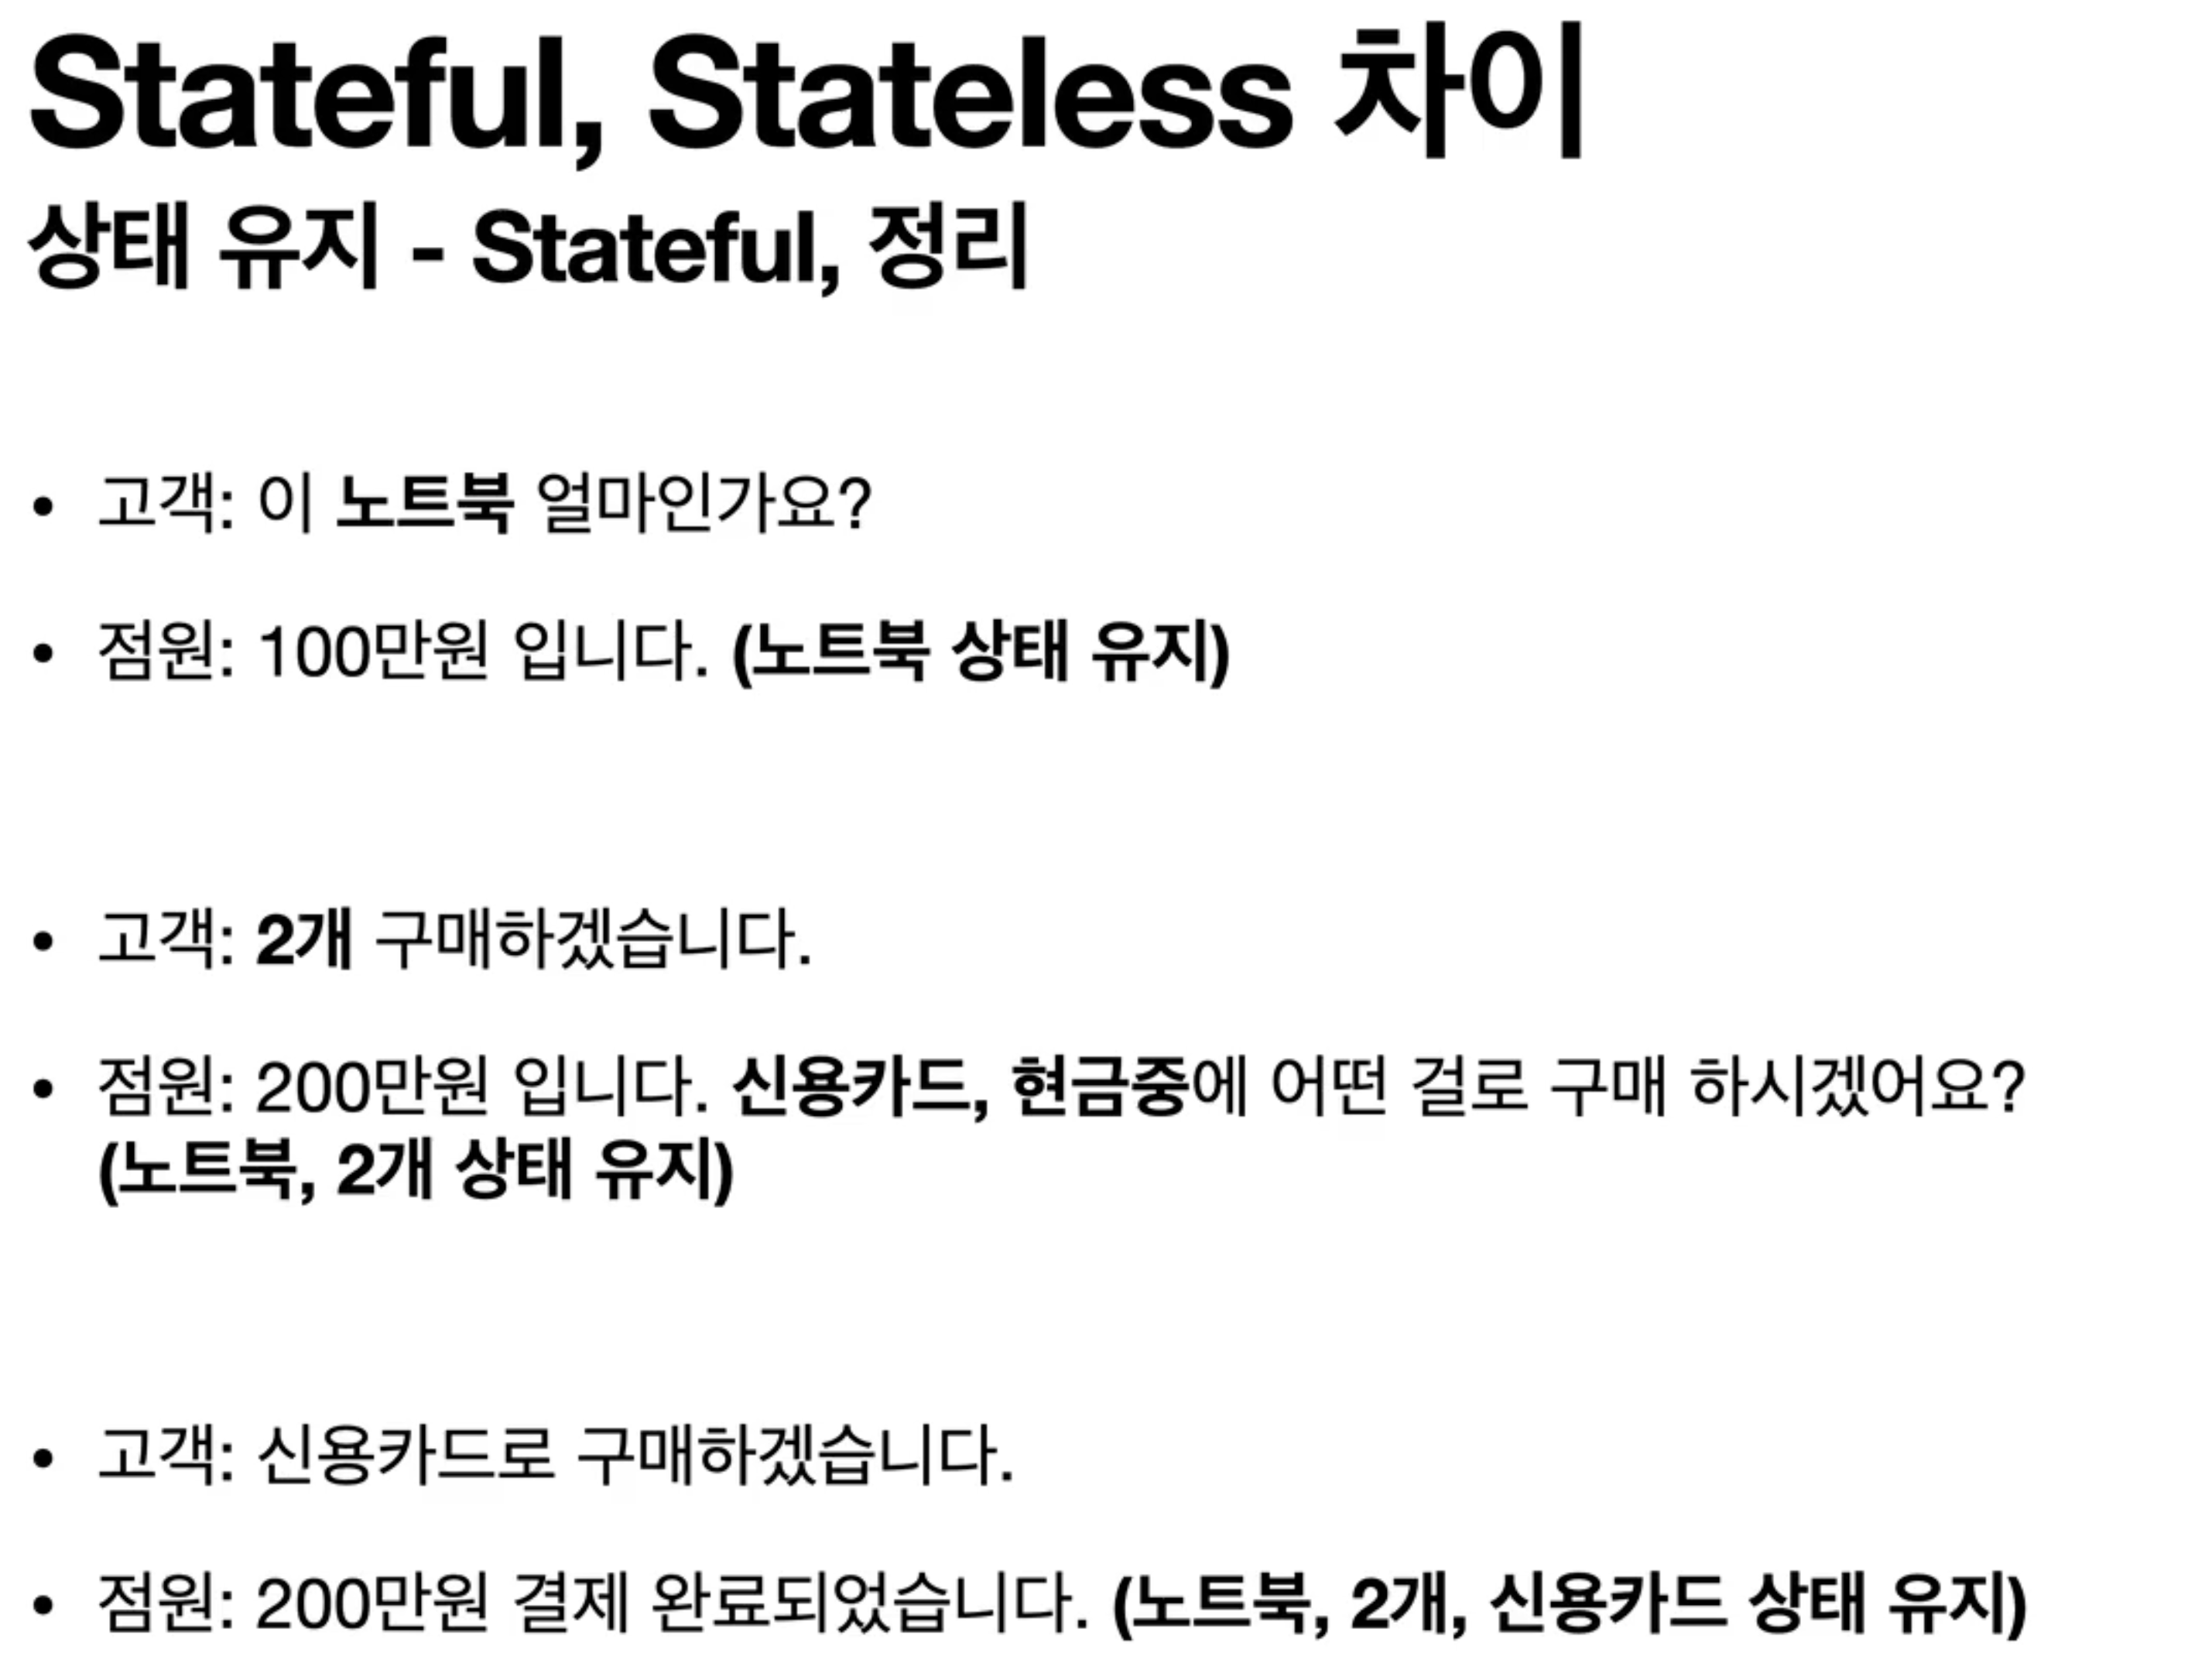 Stateful, Stateless 차이
상태 유지 - Stateful, 정리
• 고객: 이 노트북 얼마인가요?
• 점원: 100만원 입니다. (노트북 상태 유지)
• 고객: 2개 구매하겠습니다.
• 점원: 200만원 입니다. 신용카드, 현금중에 어떤 걸로 구매 하시겠어요?
(노트북, 2개 상태 유지)
• 고객: 신용카드로 구매하겠습니다.
• 점원: 200만원 결제 완료되었습니다. (노트북, 2개, 신용카드 상태 유지)